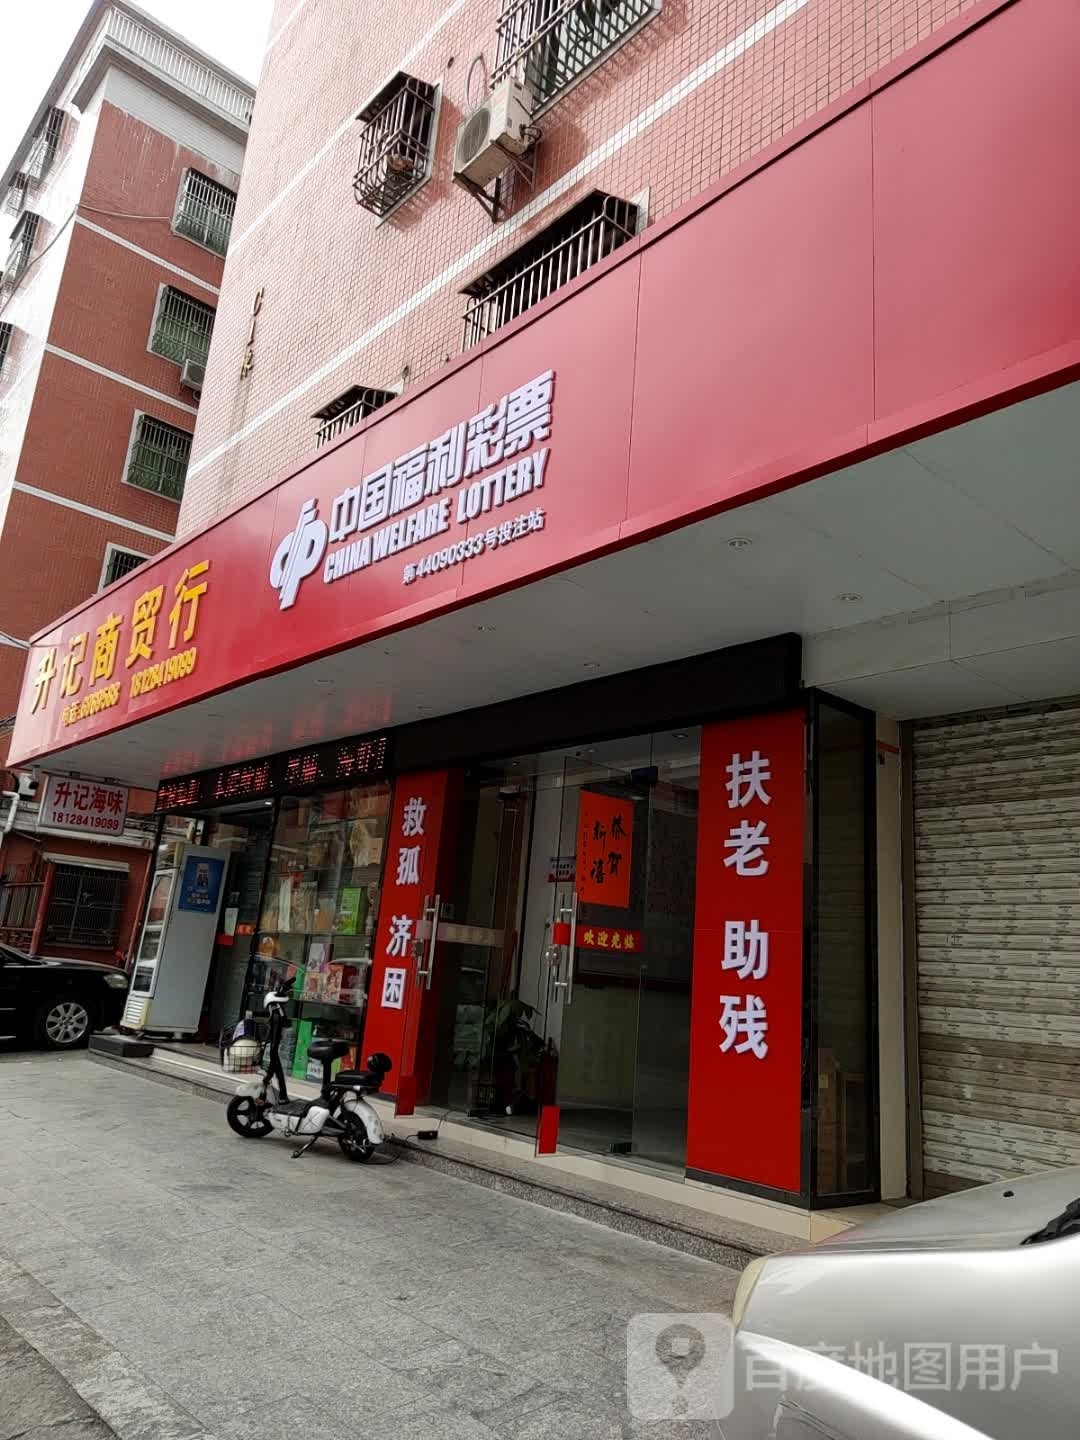 中国福利彩票
CHINA WELFARE LOTTERY
第44090333号投注站
升记商贸行
18128419099
升记海味
18128419099
救孤 济困
扶老 助残
恭贺
新禧
欢迎光临
百度地图用户